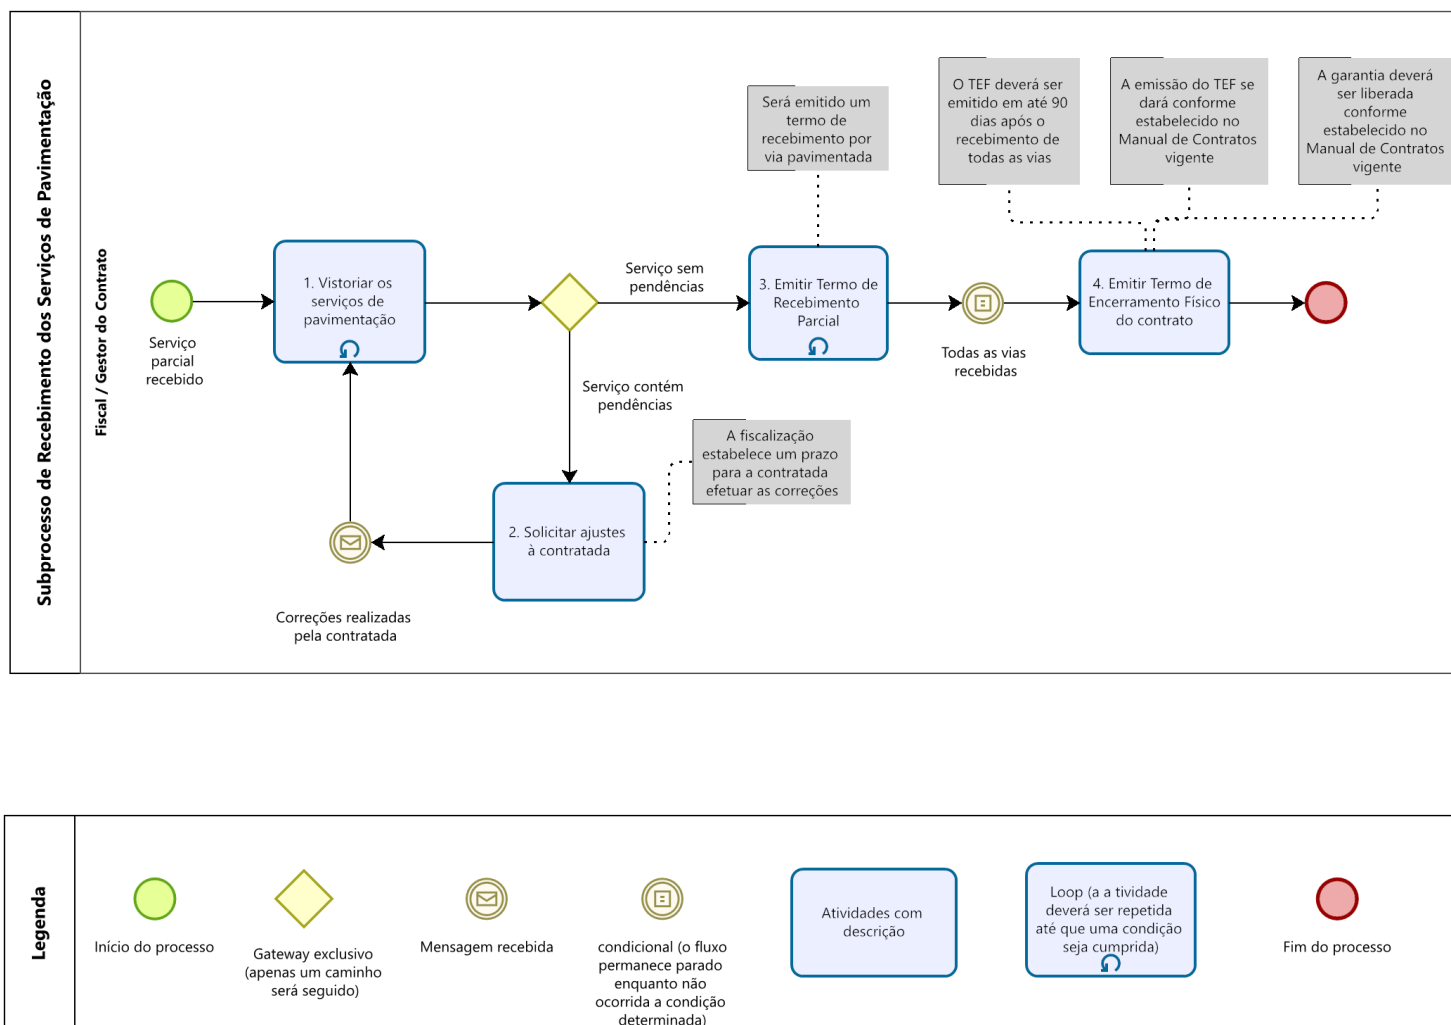 Subprocesso de Recebimento dos Serviços de Pavimentação
Fiscal / Gestor do Contrato
Serviço
parcial
recebido
1. Vistoriar os
serviços de
pavimentação
Serviço sem
pendências
Serviço contém
pendências
2. Solicitar ajustes
à contratada
A fiscalização
estabelece um prazo
para a contratada
efetuar as correções
Correções realizadas
pela contratada
Será emitido um
termo de
recebimento por
via pavimentada
3. Emitir Termo de
Recebimento
Parcial
Todas as vias
recebidas
O TEF deverá ser
emitido em até 90
dias após o
recebimento de
todas as vias
A emissão do TEF se
dará conforme
estabelecido no
Manual de Contratos
vigente
A garantia deverá
ser liberada
conforme
estabelecido no
Manual de Contratos
vigente
4. Emitir Termo de
Encerramento Físico
do contrato
Legenda
Início do processo
Gateway exclusivo
(apenas um caminho
será seguido)
Mensagem recebida
condicional (o fluxo
permanece parado
enquanto não
ocorrida a condição
determinada)
Atividades com
descrição
Loop (a a tividade
deverá ser repetida
até que uma condição
seja cumprida)
Fim do processo